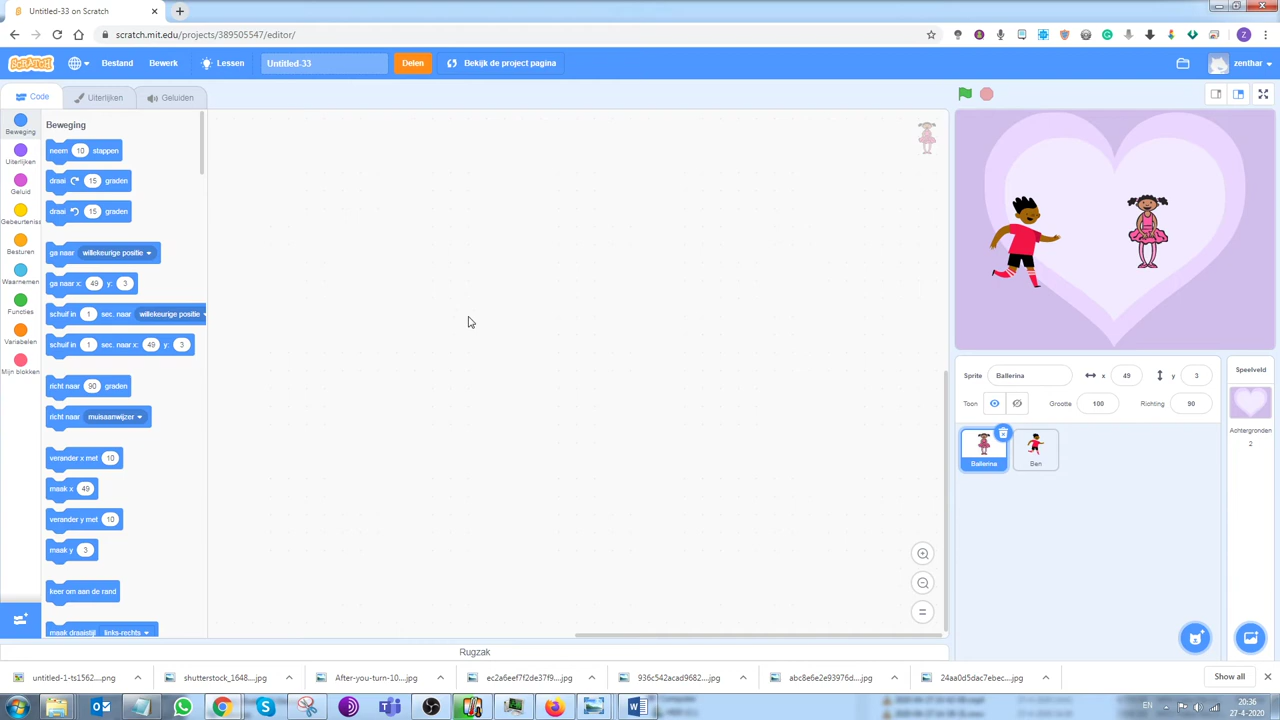 Untitled-33 on Scratch
scratch.mit.edu/projects/389505547/editor/
Z
SCRATCH
Bestand
Bewerk
Lessen
Untitled-33
Delen
Bekijk de project pagina
zenthar
Code
Uiterlijken
Geluiden
Beweging
Uiterlijken
Geluid
Gebeurteniss
Besturen
Waarnemen
Functies
Variabelen
Mijn blokken
Beweging
neem 10 stappen
draai 15 graden
draai 15 graden
ga naar willekeurige positie
ga naar x: 49 y: 3
schuif in 1 sec. naar willekeurige positie
schuif in 1 sec. naar x: 49 y: 3
richt naar 90 graden
richt naar muisaanwijzer
verander x met 10
maak x 49
verander y met 10
maak y 3
keer om aan de rand
maak draaistijl links-rechts
Rugzak
Sprite Ballerina x 49 y 3
Toon Grootte 100 Richting 90
Ballerina
Ben
Speelveld
Achtergronden
2
untitled-1-ts1562....png
shutterstock_1648....jpg
After-you-turn-10....jpg
ec2a6eef7f2de37f9....jpg
936c542acad9682....jpg
abc8e6e2e93976d....jpg
24aa0d5dac7ebec....jpg
Show all
EN
20:36
27-4-2020